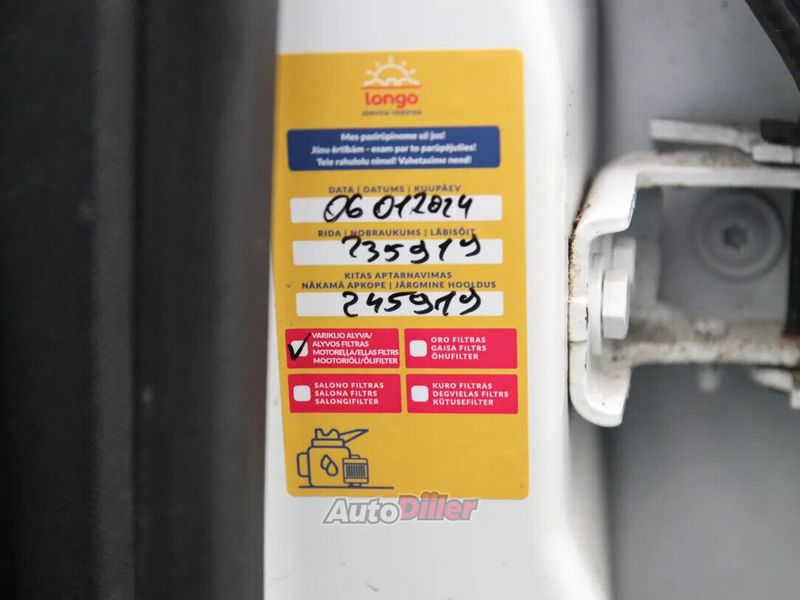 longo
SERVICE VERIFIED
Mes pasirūpinome už jus!
Jūsu ērtībām - esam par to parūpējušies!
Teie rahulolu nimel! Vahetasime need!
DATA | DATUMS | KUUPÄEV
06 01 2024
RIDA | NOBRAUKUMS | LÄBISÕIT
235919
KITAS APTARNAVIMAS
NĀKAMĀ APKOPE | JÄRGMINE HOOLDUS
245919
VARIKLIO ALYVA/
ALYVOS FILTRAS
MOTOREĻĻA/EĻĻAS FILTRS
MOOTORIÕLI/ÕLIFILTER
ORO FILTRAS
GAISA FILTRS
ÕHUFILTER
SALONO FILTRAS
SALONA FILTRS
SALONGIFILTER
KURO FILTRAS
DEGVIELAS FILTRS
KÜTUSEFILTER
AutoDiiler